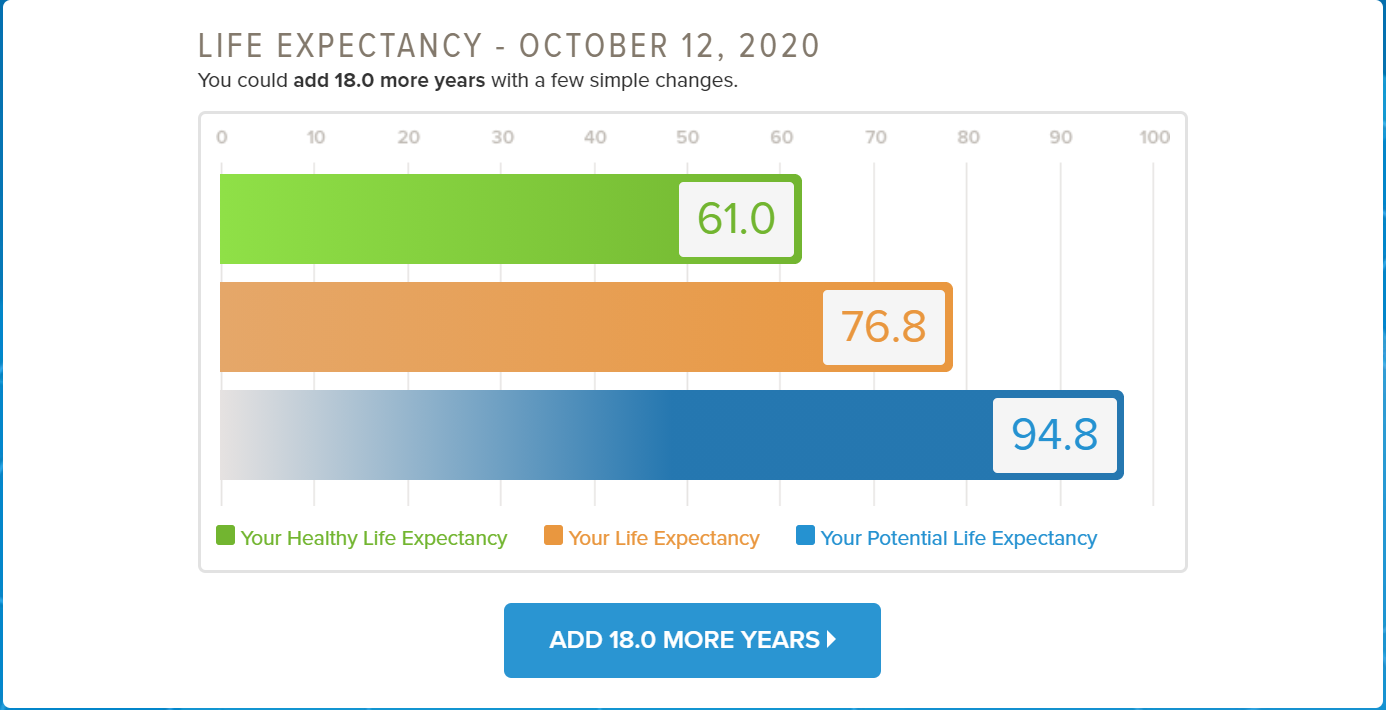 LIFE EXPECTANCY - OCTOBER 12, 2020
You could add 18.0 more years with a few simple changes.
0 10 20 30 40 50 60 70 80 90 100
61.0
76.8
94.8
Your Healthy Life Expectancy Your Life Expectancy Your Potential Life Expectancy
ADD 18.0 MORE YEARS